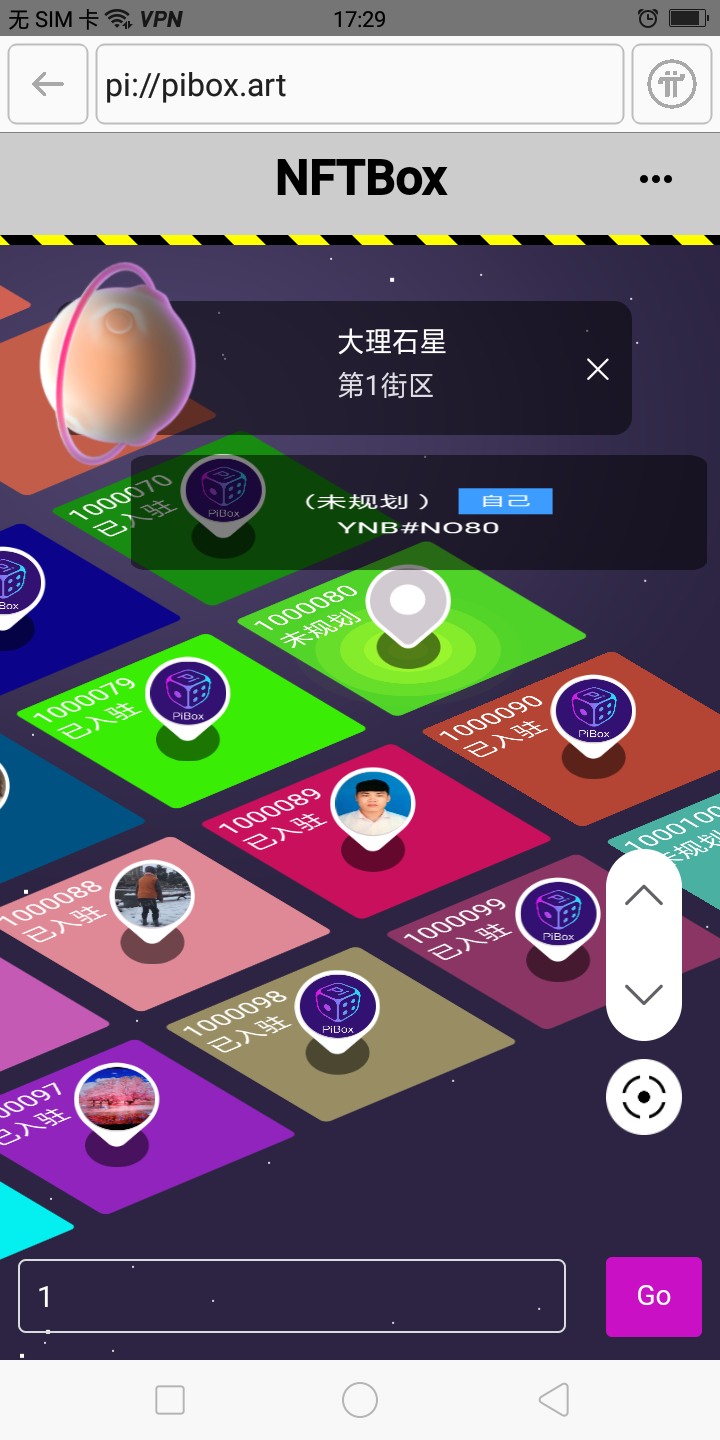 无 SIM 卡 VPN 17:29
pi://pibox.art
NFTBox
大理石星
第1街区
1000070
已入驻
PiBox
（未规划 ） 自己
YNB#NO80
Box
1000080
未规划
1000079
已入驻
PiBox
1000090
已入驻
PiBox
1000089
已入驻
1000100
未规划
1000088
已入驻
1000099
已入驻
PiBox
1000098
已入驻
PiBox
00097
已入驻
1
Go